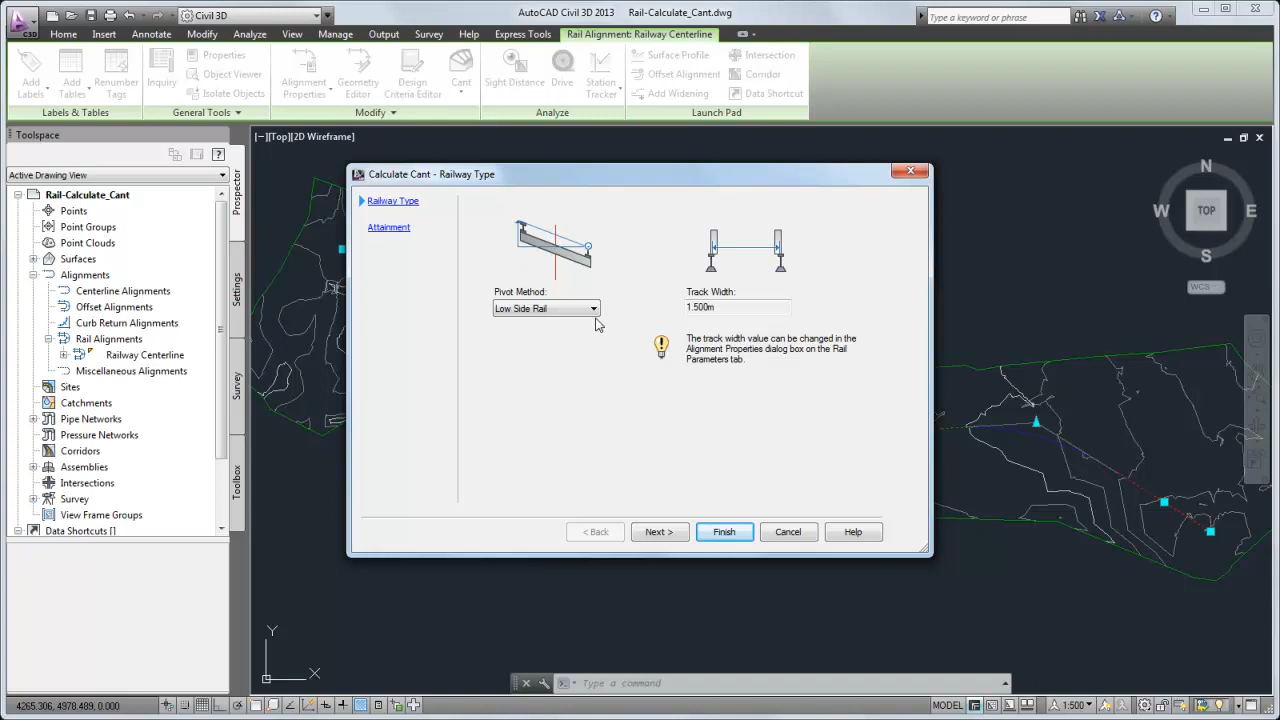 Civil 3D
AutoCAD Civil 3D 2013 Rail-Calculate_Cant.dwg
Type a keyword or phrase
C3D
Home Insert Annotate Modify Analyze View Manage Output Survey Help Express Tools Rail Alignment: Railway Centerline
Add Labels
Add Tables
Renumber Tags
Inquiry
Properties
Object Viewer
Isolate Objects
Alignment Properties
Geometry Editor
Design Criteria Editor
Cant
Sight Distance
Drive
Station Tracker
Surface Profile
Offset Alignment
Add Widening
Intersection
Corridor
Data Shortcut
Labels & Tables
General Tools
Modify
Analyze
Launch Pad
Toolspace
[−][Top][2D Wireframe]
Active Drawing View
Rail-Calculate_Cant
Points
Point Groups
Point Clouds
Surfaces
Alignments
Centerline Alignments
Offset Alignments
Curb Return Alignments
Rail Alignments
Railway Centerline
Miscellaneous Alignments
Sites
Catchments
Pipe Networks
Pressure Networks
Corridors
Assemblies
Intersections
Survey
View Frame Groups
Data Shortcuts []
Prospector
Settings
Survey
Toolbox
Calculate Cant - Railway Type
Railway Type
Attainment
Pivot Method:
Low Side Rail
Track Width:
1.500m
The track width value can be changed in the
Alignment Properties dialog box on the Rail
Parameters tab.
< Back
Next >
Finish
Cancel
Help
N
W
TOP
E
S
WCS
Y
X
Type a command
4265.306, 4978.489, 0.000
MODEL
1:500